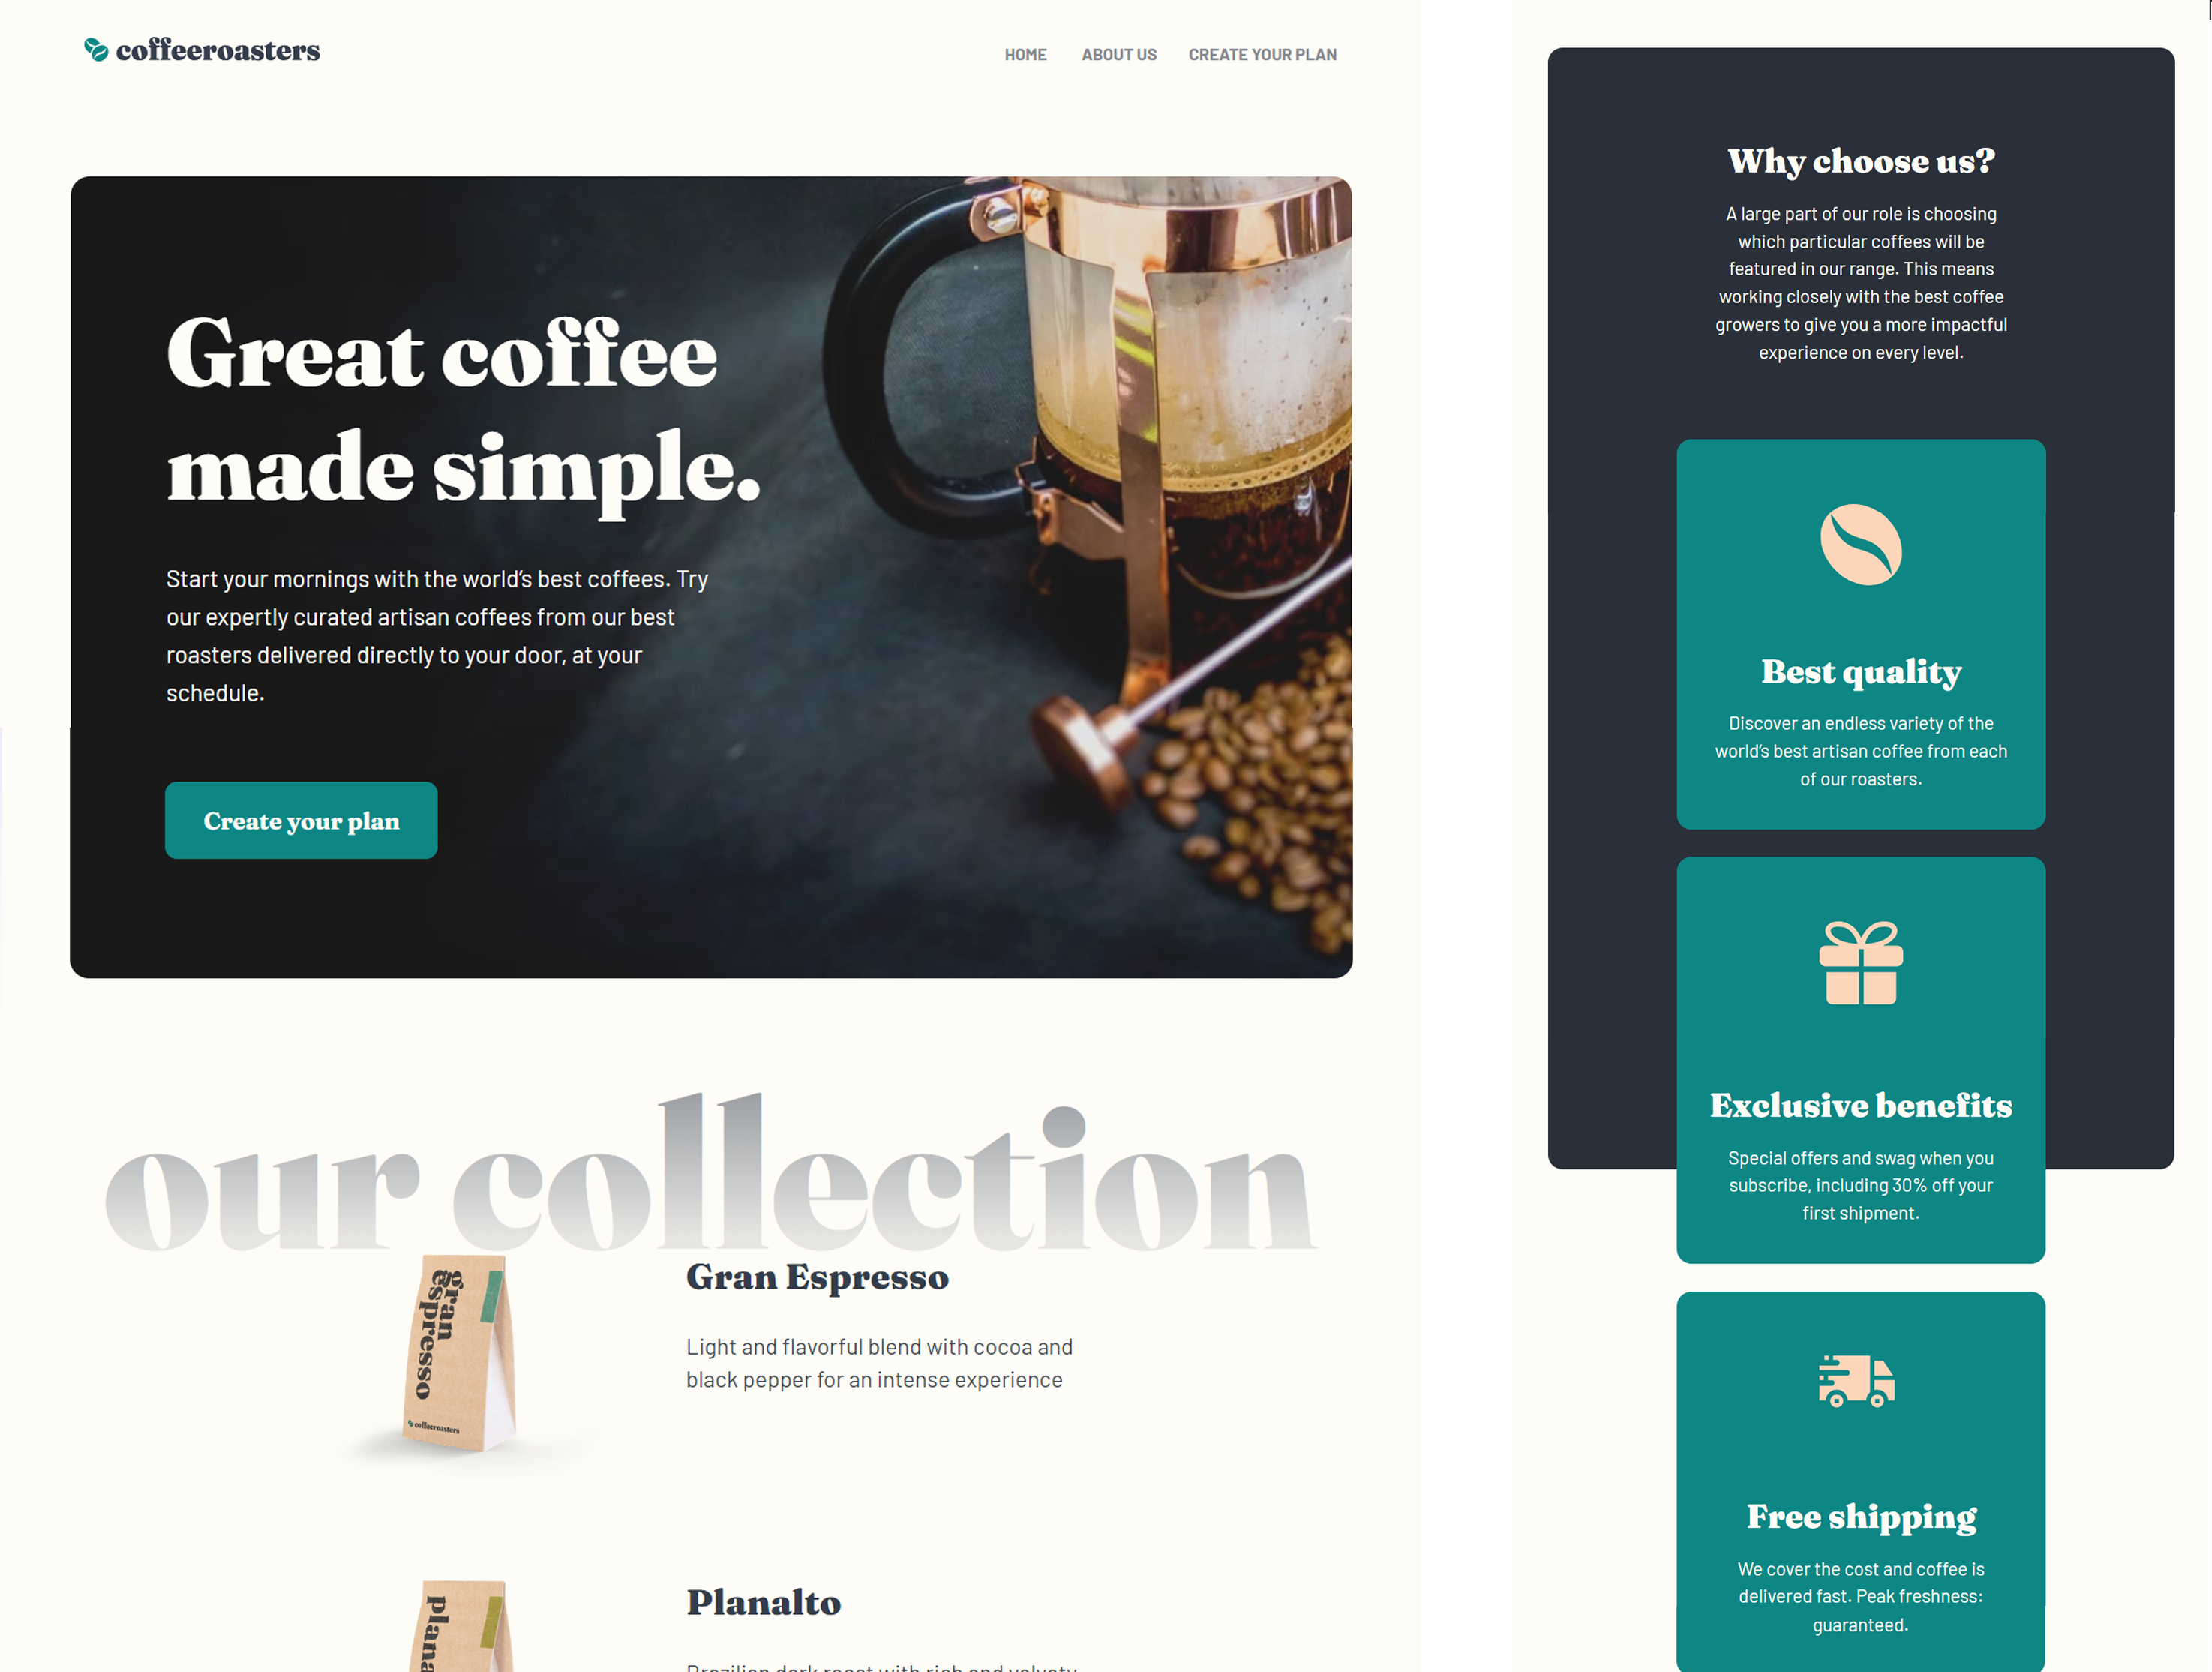 coffeeroasters
HOME ABOUT US CREATE YOUR PLAN
Great coffee
made simple.
Start your mornings with the world's best coffees. Try
our expertly curated artisan coffees from our best
roasters delivered directly to your door, at your
schedule.
Create your plan
our collection
gran
espresso
coffeeroasters
Gran Espresso
Light and flavorful blend with cocoa and
black pepper for an intense experience
Planalto
Brazilian dark roast with rich and velvety
Why choose us?
A large part of our role is choosing
which particular coffees will be
featured in our range. This means
working closely with the best coffee
growers to give you a more impactful
experience on every level.
Best quality
Discover an endless variety of the
world's best artisan coffee from each
of our roasters.
Exclusive benefits
Special offers and swag when you
subscribe, including 30% off your
first shipment.
Free shipping
We cover the cost and coffee is
delivered fast. Peak freshness:
guaranteed.